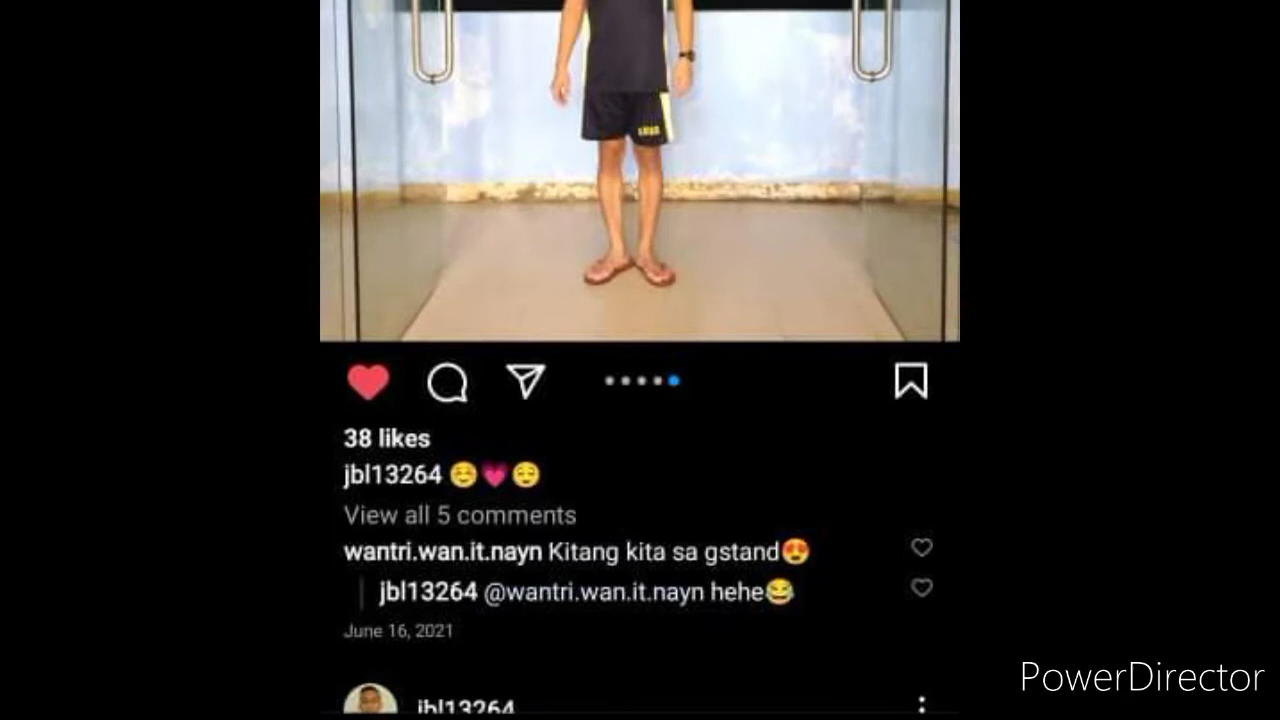 38 likes
jbl13264 ☺️💗😌
View all 5 comments
wantri.wan.it.nayn Kitang kita sa gstand😍
jbl13264 @wantri.wan.it.nayn hehe😂
June 16, 2021
jbl13264
PowerDirector